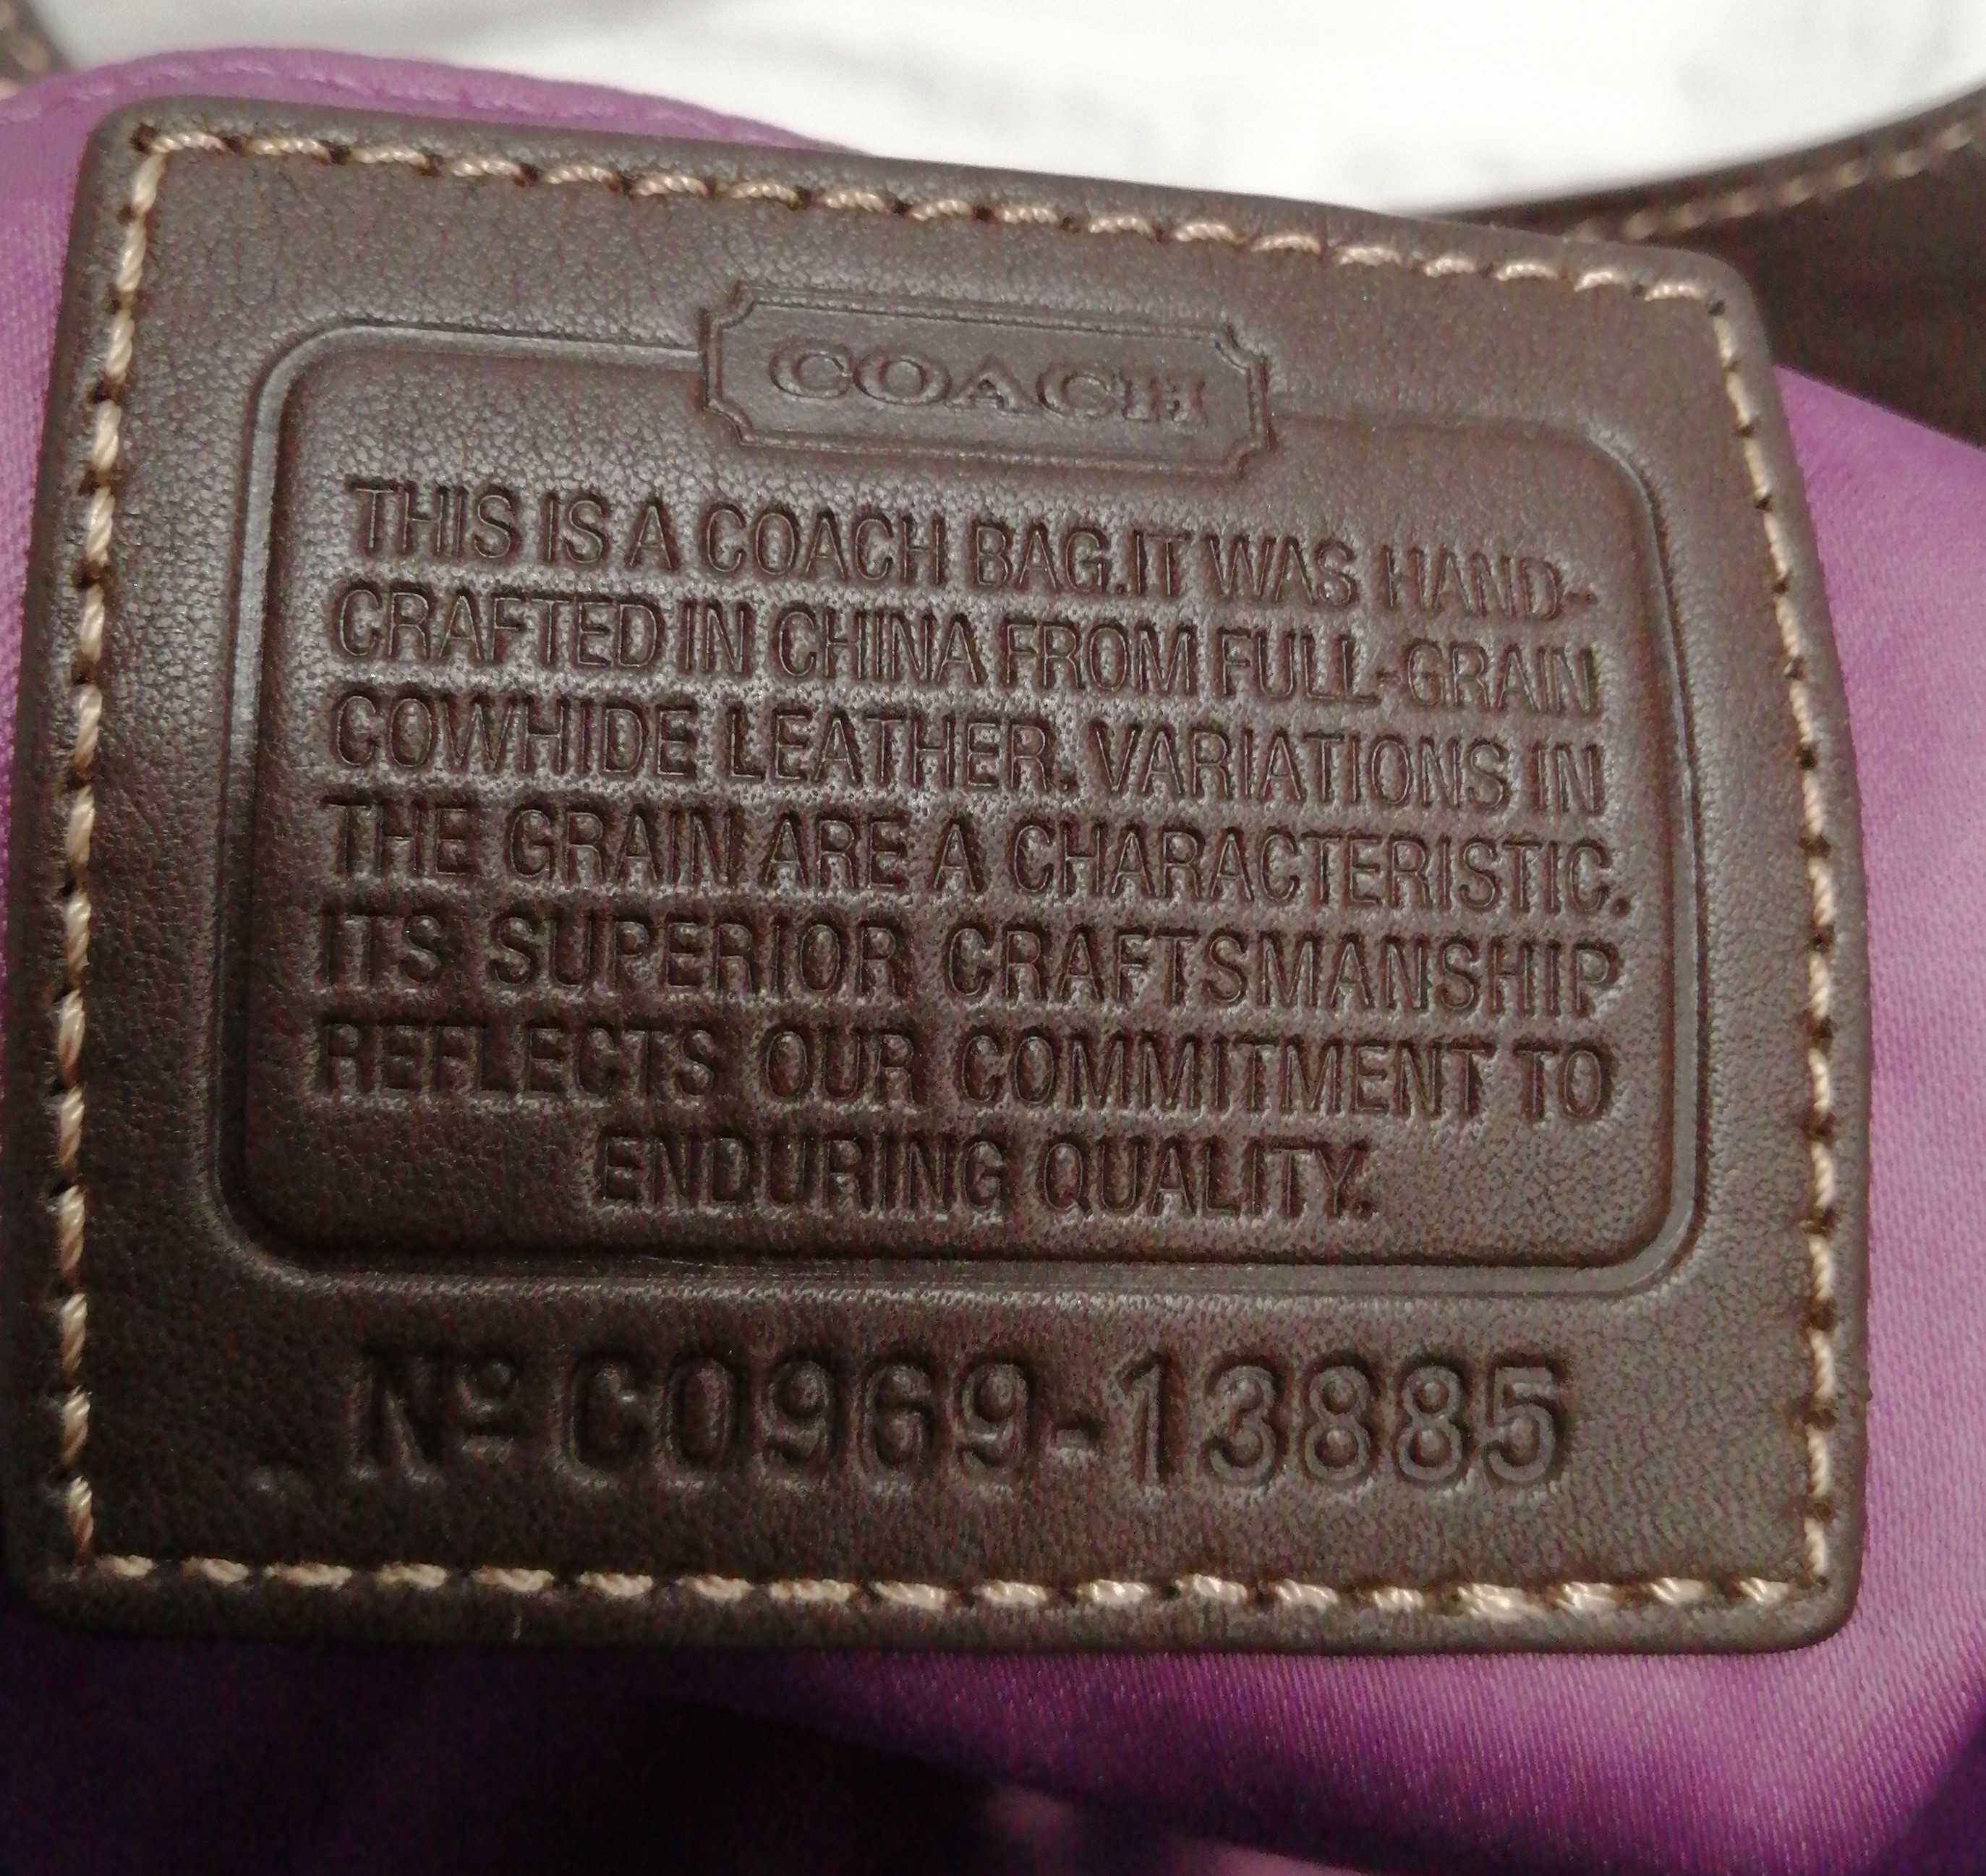 COACH
THIS IS A COACH BAG.IT WAS HAND-
CRAFTED IN CHINA FROM FULL-GRAIN
COWHIDE LEATHER. VARIATIONS IN
THE GRAIN ARE A CHARACTERISTIC.
ITS SUPERIOR CRAFTSMANSHIP
REFLECTS OUR COMMITMENT TO
ENDURING QUALITY.
Nº C0969-13885